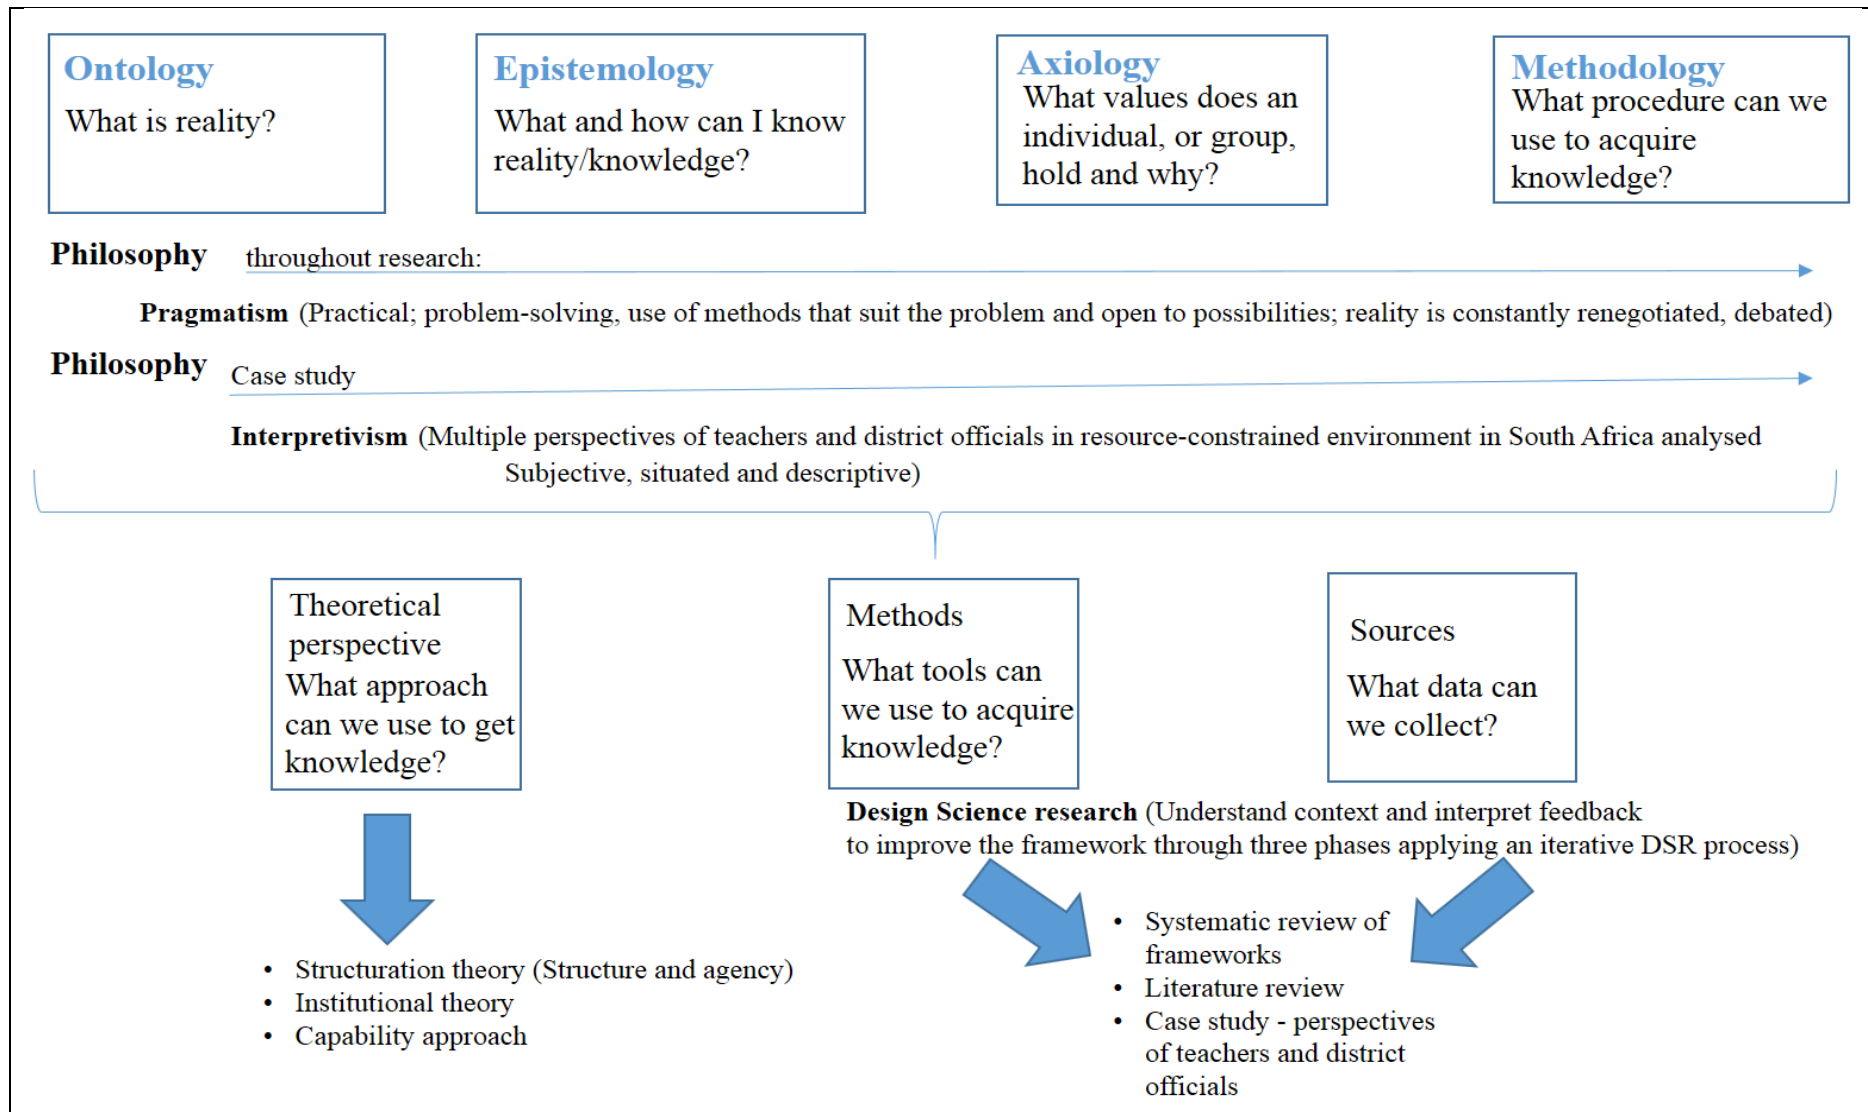 Ontology
What is reality?
Epistemology
What and how can I know
reality/knowledge?
Axiology
What values does an
individual, or group,
hold and why?
Methodology
What procedure can we
use to acquire
knowledge?
Philosophy throughout research:
Pragmatism (Practical; problem-solving, use of methods that suit the problem and open to possibilities; reality is constantly renegotiated, debated)
Philosophy Case study
Interpretivism (Multiple perspectives of teachers and district officials in resource-constrained environment in South Africa analysed
Subjective, situated and descriptive)
Theoretical
perspective
What approach
can we use to get
knowledge?
Methods
What tools can
we use to acquire
knowledge?
Sources
What data can
we collect?
Design Science research (Understand context and interpret feedback
to improve the framework through three phases applying an iterative DSR process)
• Structuration theory (Structure and agency)
• Institutional theory
• Capability approach
• Systematic review of
frameworks
• Literature review
• Case study - perspectives
of teachers and district
officials